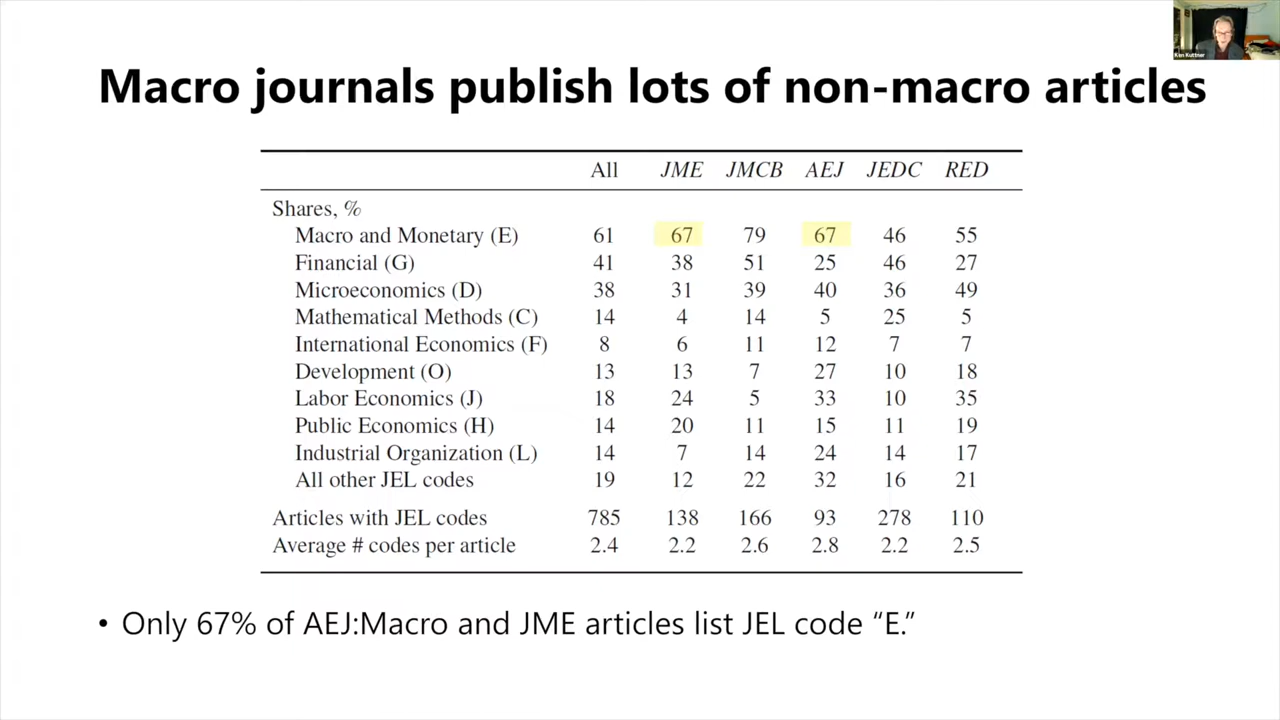 Ken Kuttner
Macro journals publish lots of non-macro articles
All JME JMCB AEJ JEDC RED
Shares, %
Macro and Monetary (E) 61 67 79 67 46 55
Financial (G) 41 38 51 25 46 27
Microeconomics (D) 38 31 39 40 36 49
Mathematical Methods (C) 14 4 14 5 25 5
International Economics (F) 8 6 11 12 7 7
Development (O) 13 13 7 27 10 18
Labor Economics (J) 18 24 5 33 10 35
Public Economics (H) 14 20 11 15 11 19
Industrial Organization (L) 14 7 14 24 14 17
All other JEL codes 19 12 22 32 16 21
Articles with JEL codes 785 138 166 93 278 110
Average # codes per article 2.4 2.2 2.6 2.8 2.2 2.5
• Only 67% of AEJ:Macro and JME articles list JEL code “E.”